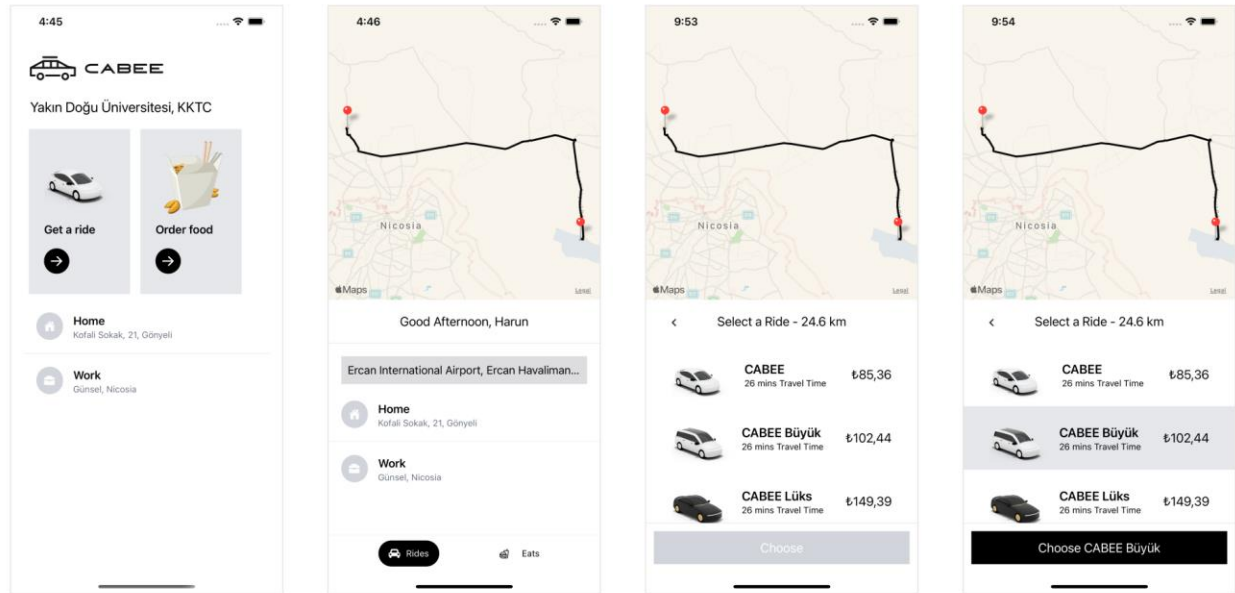 4:45
CABEE
Yakın Doğu Üniversitesi, KKTC
Get a ride
Order food
Home
Kofali Sokak, 21, Gönyeli
Work
Günsel, Nicosia
4:46
Nicosia
Maps
Legal
Good Afternoon, Harun
Ercan International Airport, Ercan Havaliman...
Home
Kofali Sokak, 21, Gönyeli
Work
Günsel, Nicosia
Rides
Eats
9:53
Nicosia
Maps
Legal
Select a Ride - 24.6 km
CABEE
26 mins Travel Time
₺85,36
CABEE Büyük
26 mins Travel Time
₺102,44
CABEE Lüks
26 mins Travel Time
₺149,39
Choose
9:54
Nicosia
Maps
Legal
Select a Ride - 24.6 km
CABEE
26 mins Travel Time
₺85,36
CABEE Büyük
26 mins Travel Time
₺102,44
CABEE Lüks
26 mins Travel Time
₺149,39
Choose CABEE Büyük